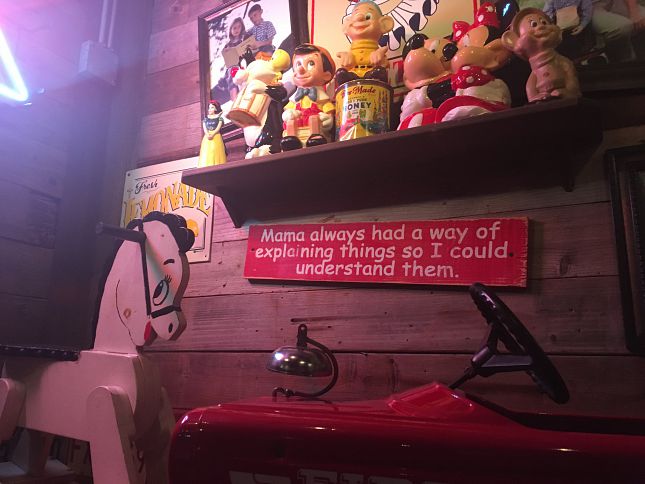 HONEY
Fresh
LEMONADE
Mama always had a way of
explaining things so I could
understand them.